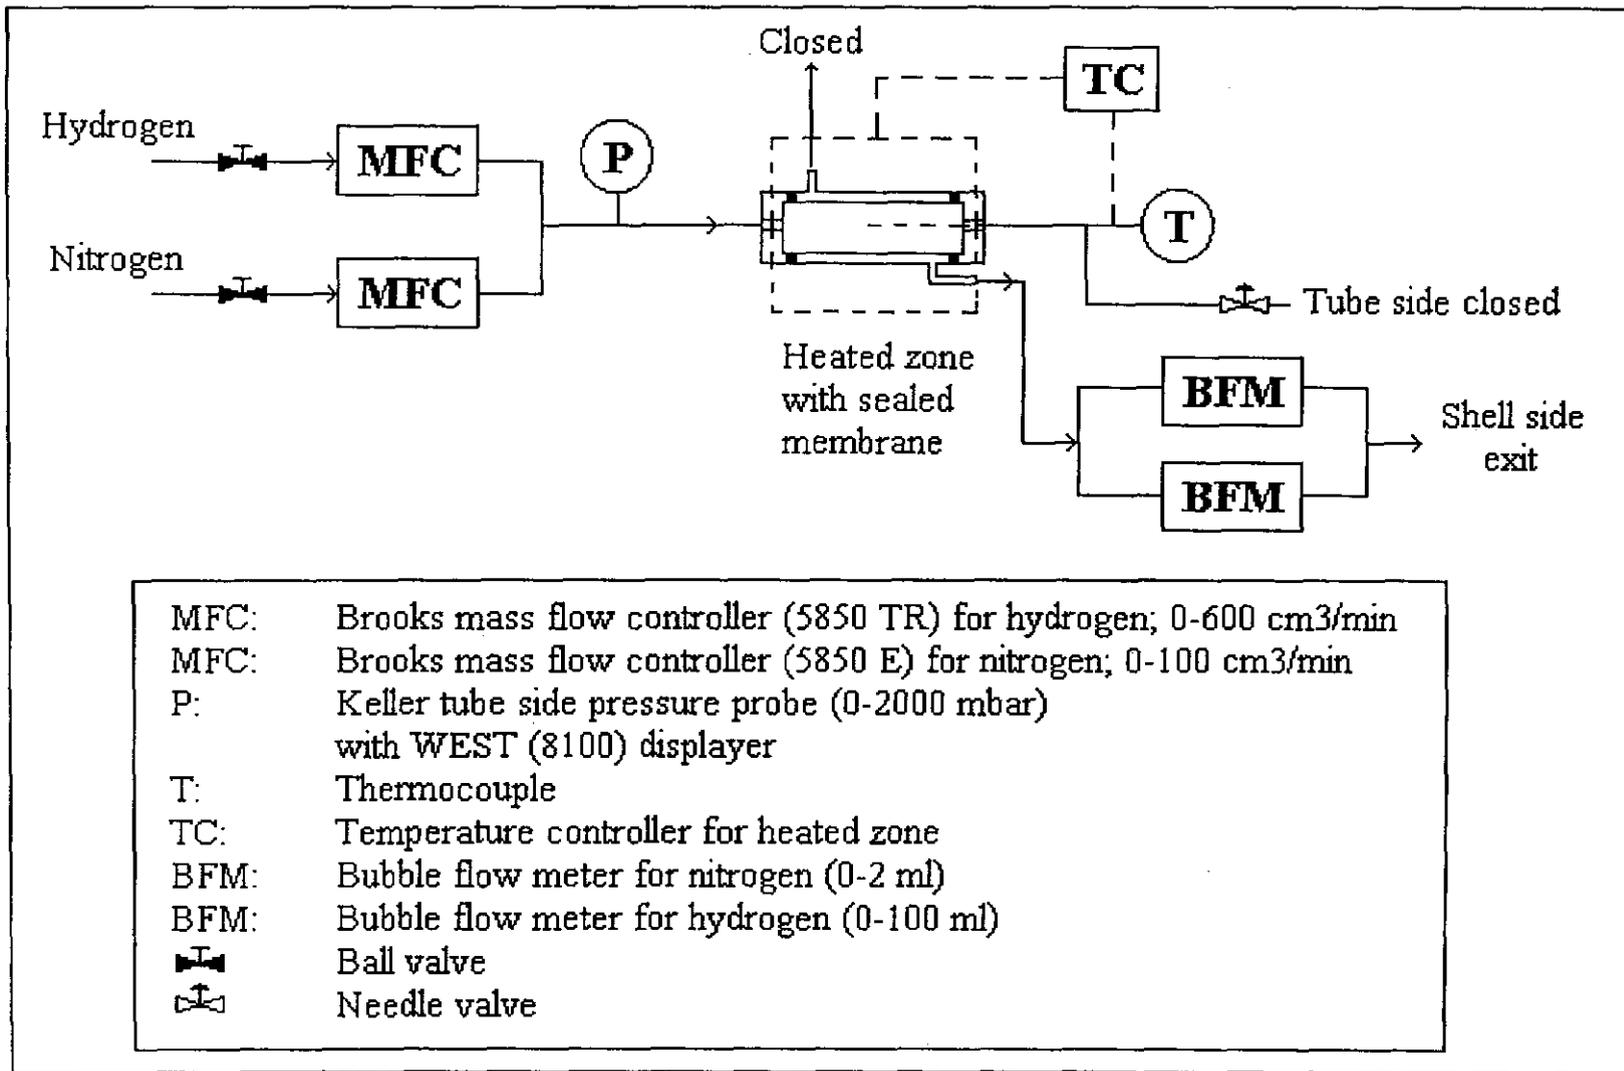 Closed
TC
Hydrogen
MFC
P
Nitrogen
MFC
T
Tube side closed
Heated zone
with sealed
membrane
BFM
BFM
Shell side
exit
MFC: Brooks mass flow controller (5850 TR) for hydrogen; 0-600 cm3/min
MFC: Brooks mass flow controller (5850 E) for nitrogen; 0-100 cm3/min
P: Keller tube side pressure probe (0-2000 mbar)
with WEST (8100) displayer
T: Thermocouple
TC: Temperature controller for heated zone
BFM: Bubble flow meter for nitrogen (0-2 ml)
BFM: Bubble flow meter for hydrogen (0-100 ml)
Ball valve
Needle valve